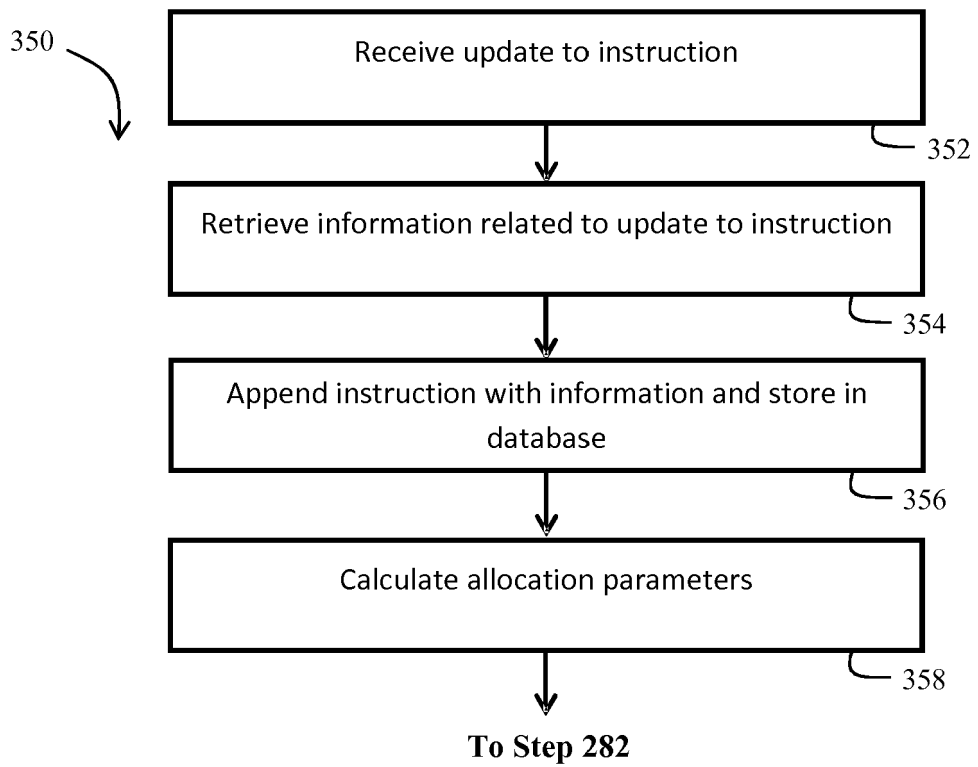 350
Receive update to instruction
352
Retrieve information related to update to instruction
354
Append instruction with information and store in
database
356
Calculate allocation parameters
358
To Step 282